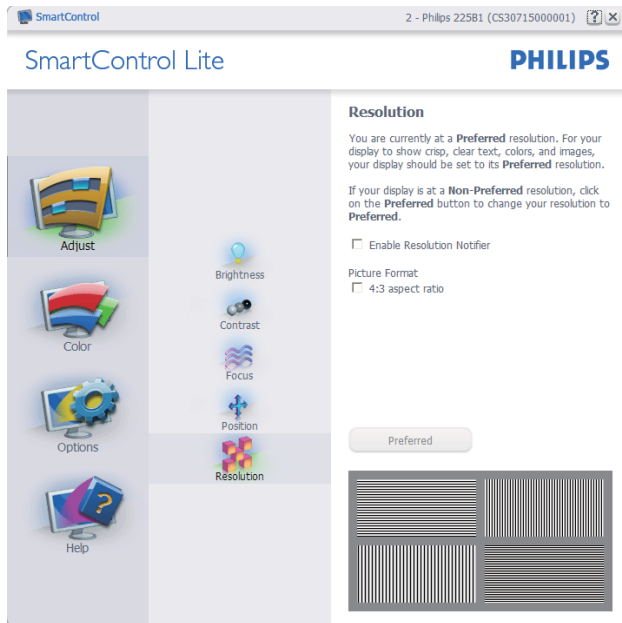 SmartControl
2 - Philips 225B1 (CS30715000001)
?
SmartControl Lite
PHILIPS
Adjust
Color
Options
?
Help
Brightness
Contrast
Focus
Position
Resolution
Resolution
You are currently at a Preferred resolution. For your
display to show crisp, clear text, colors, and images,
your display should be set to its Preferred resolution.
If your display is at a Non-Preferred resolution, click
on the Preferred button to change your resolution to
Preferred.
Enable Resolution Notifier
Picture Format
4:3 aspect ratio
Preferred